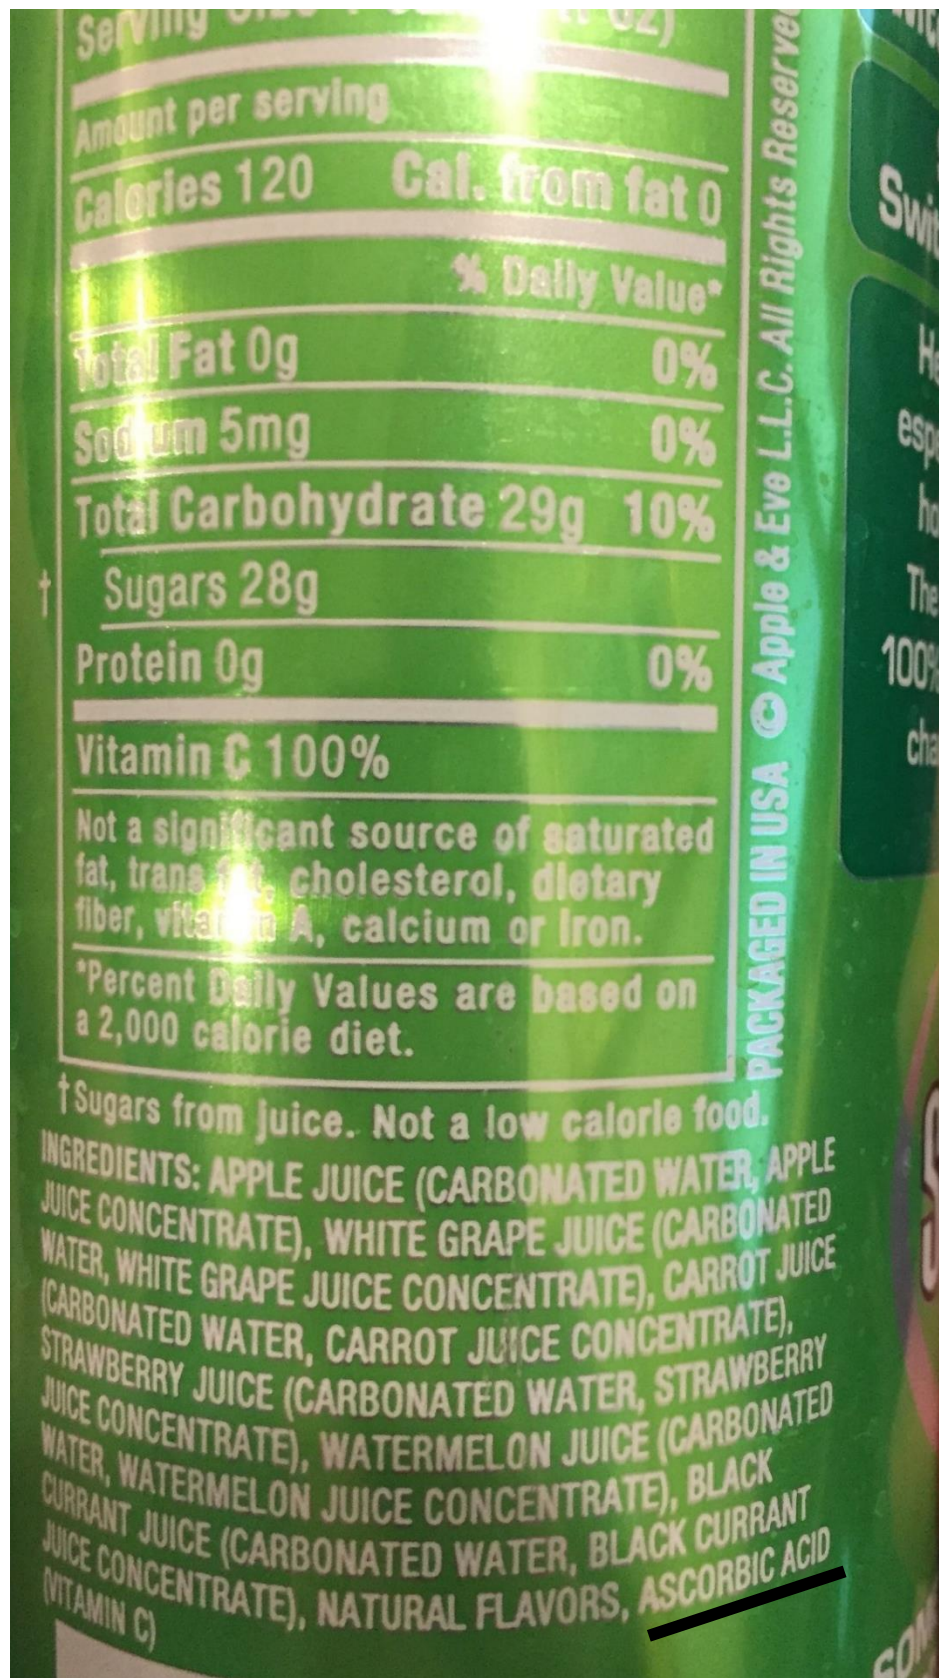 Serving
Amount per serving
Calories 120 Cal. from fat 0
% Daily Value*
Total Fat 0g 0%
Sodium 5mg 0%
Total Carbohydrate 29g 10%
† Sugars 28g
Protein 0g 0%
Vitamin C 100%
Not a significant source of saturated
fat, trans fat, cholesterol, dietary
fiber, vitamin A, calcium or Iron.
*Percent Daily Values are based on
a 2,000 calorie diet.
†Sugars from juice. Not a low calorie food.
INGREDIENTS: APPLE JUICE (CARBONATED WATER, APPLE
JUICE CONCENTRATE), WHITE GRAPE JUICE (CARBONATED
WATER, WHITE GRAPE JUICE CONCENTRATE), CARROT JUICE
(CARBONATED WATER, CARROT JUICE CONCENTRATE),
STRAWBERRY JUICE (CARBONATED WATER, STRAWBERRY
JUICE CONCENTRATE), WATERMELON JUICE (CARBONATED
WATER, WATERMELON JUICE CONCENTRATE), BLACK
CURRANT JUICE (CARBONATED WATER, BLACK CURRANT
JUICE CONCENTRATE), NATURAL FLAVORS, ASCORBIC ACID
(VITAMIN C)
PACKAGED IN USA © Apple & Eve L.L.C. All Rights Reserved
The
100%